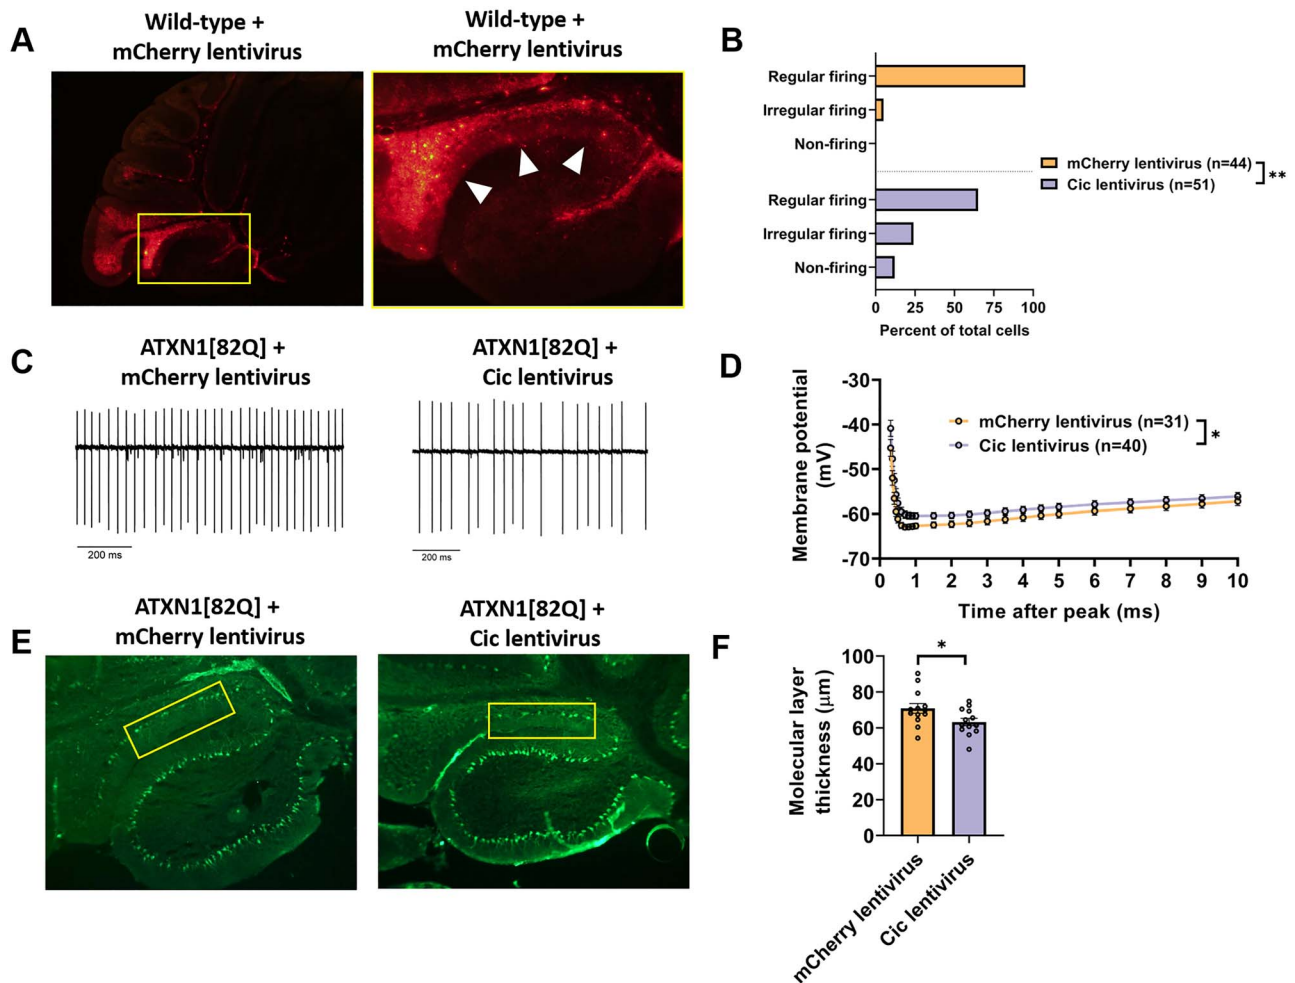 A
Wild-type +
mCherry lentivirus
Wild-type +
mCherry lentivirus
B
Regular firing
Irregular firing
Non-firing
Regular firing
Irregular firing
Non-firing
0 25 50 75 100
Percent of total cells
mCherry lentivirus (n=44)
Cic lentivirus (n=51)
**
C
ATXN1[82Q] +
mCherry lentivirus
200 ms
ATXN1[82Q] +
Cic lentivirus
200 ms
D
Membrane potential
(mV)
-30
-40
-50
-60
-70
0 1 2 3 4 5 6 7 8 9 10
Time after peak (ms)
mCherry lentivirus (n=31)
Cic lentivirus (n=40)
*
E
ATXN1[82Q] +
mCherry lentivirus
ATXN1[82Q] +
Cic lentivirus
F
Molecular layer
thickness (μm)
100
80
60
40
20
0
*
mCherry lentivirus
Cic lentivirus